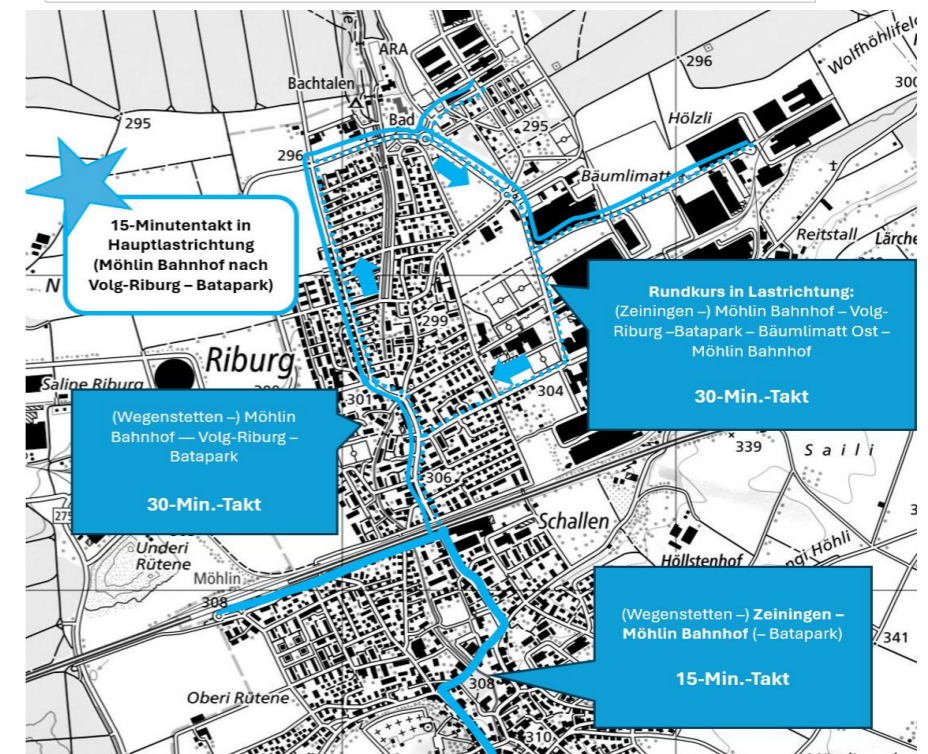 ARA
Bachtalen
Bad
295
296
296
295
Hölzli
Bäumlimatt
300
Reitstall
15-Minutentakt in
Hauptlastrichtung
(Möhlin Bahnhof nach
Volg-Riburg – Batapark)
N
Rundkurs in Lastrichtung:
(Zeiningen –) Möhlin Bahnhof – Volg-
Riburg –Batapark – Bäumlimatt Ost –
Möhlin Bahnhof
30-Min.-Takt
299
Riburg
Saline Riburg
301
304
(Wegenstetten –) Möhlin
Bahnhof –– Volg-Riburg –
Batapark
30-Min.-Takt
339
Saili
306
Schallen
Underi
Rütene
Möhlin
308
Höllstenhof
(Wegenstetten –) Zeiningen –
Möhlin Bahnhof (– Batapark)
15-Min.-Takt
341
308
Oberi Rütene
310